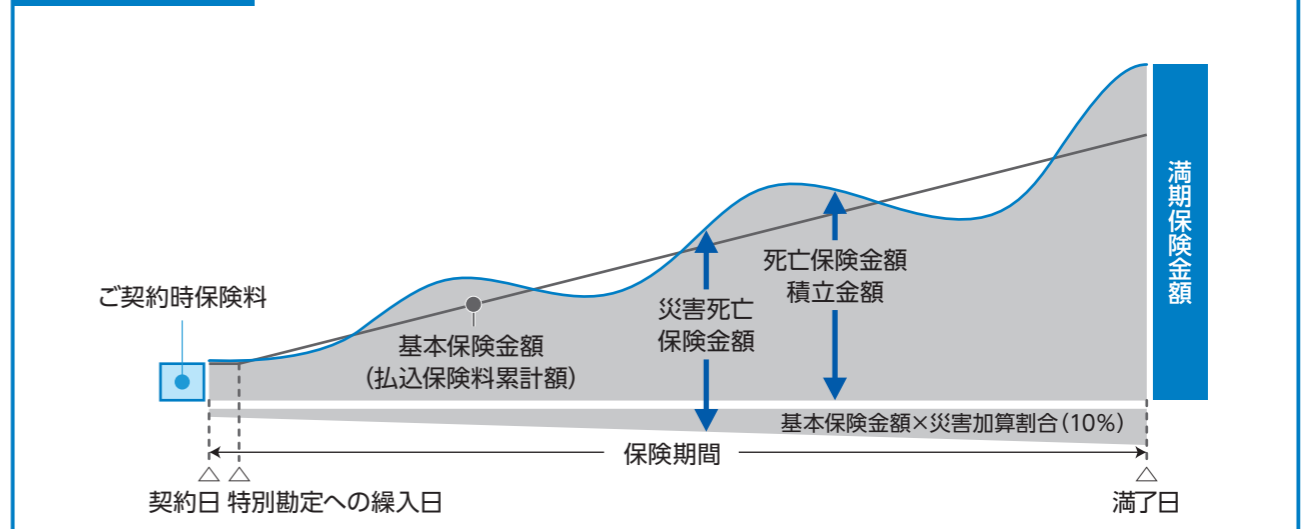 満期保険金額
死亡保険金額
積立金額
ご契約時保険料
災害死亡
保険金額
基本保険金額
(払込保険料累計額)
基本保険金額×災害加算割合(10%)
保険期間
契約日
特別勘定への繰入日
満了日